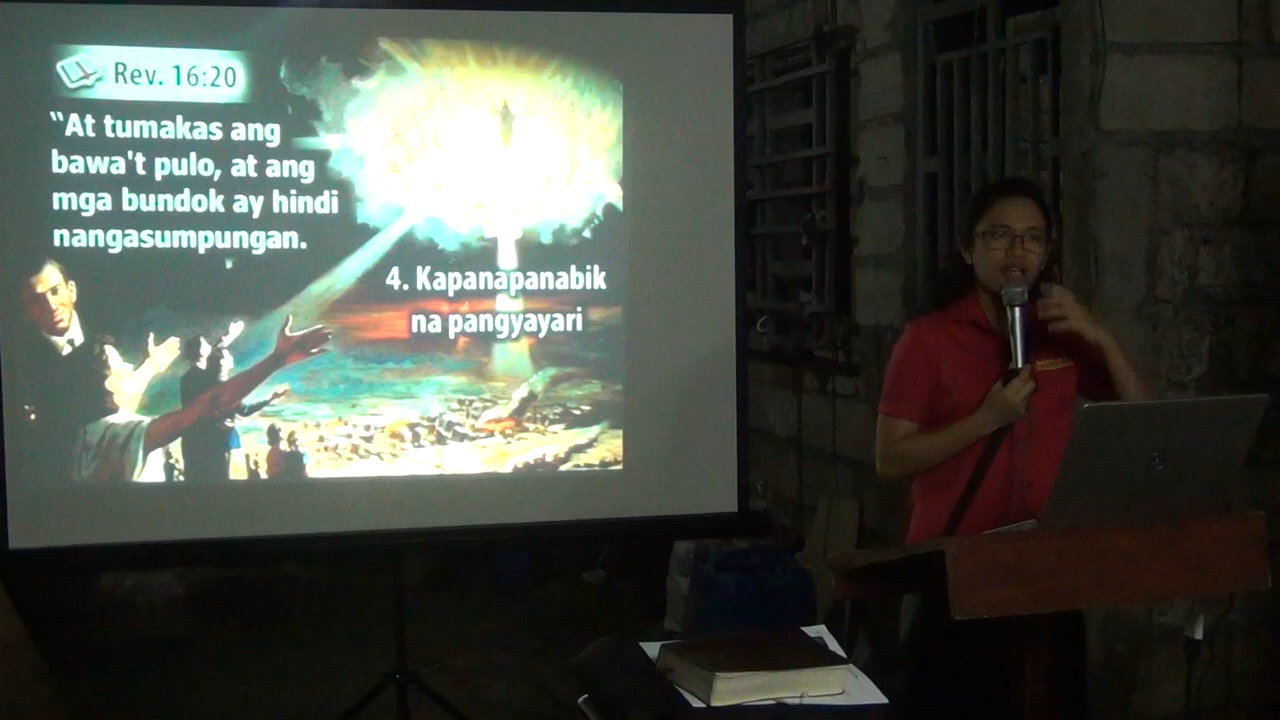 Rev. 16:20
“At tumakas ang
bawa't pulo, at ang
mga bundok ay hindi
nangasumpungan.
4. Kapanapanabik
na pangyayari